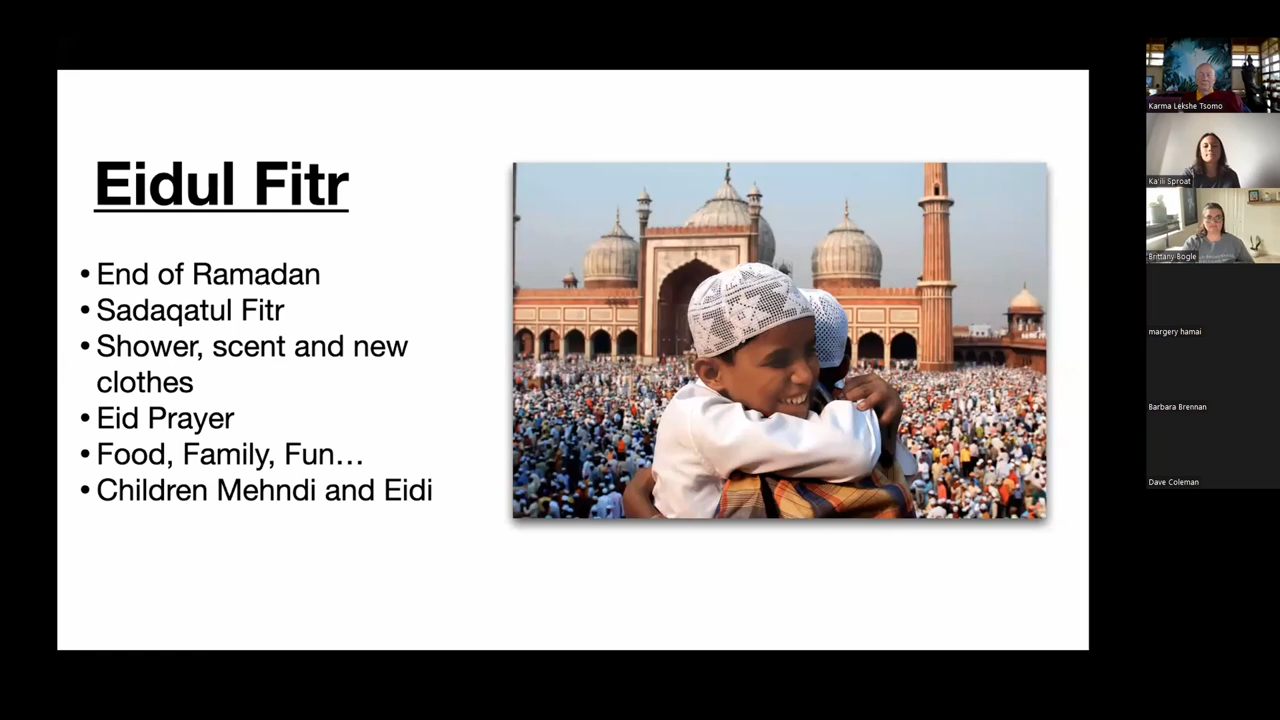 Eidul Fitr
• End of Ramadan
• Sadaqatul Fitr
• Shower, scent and new
clothes
• Eid Prayer
• Food, Family, Fun…
• Children Mehndi and Eidi
Karma Lekshe Tsomo
Ka'ili Sproat
Brittany Bogle
margery hamai
Barbara Brennan
Dave Coleman